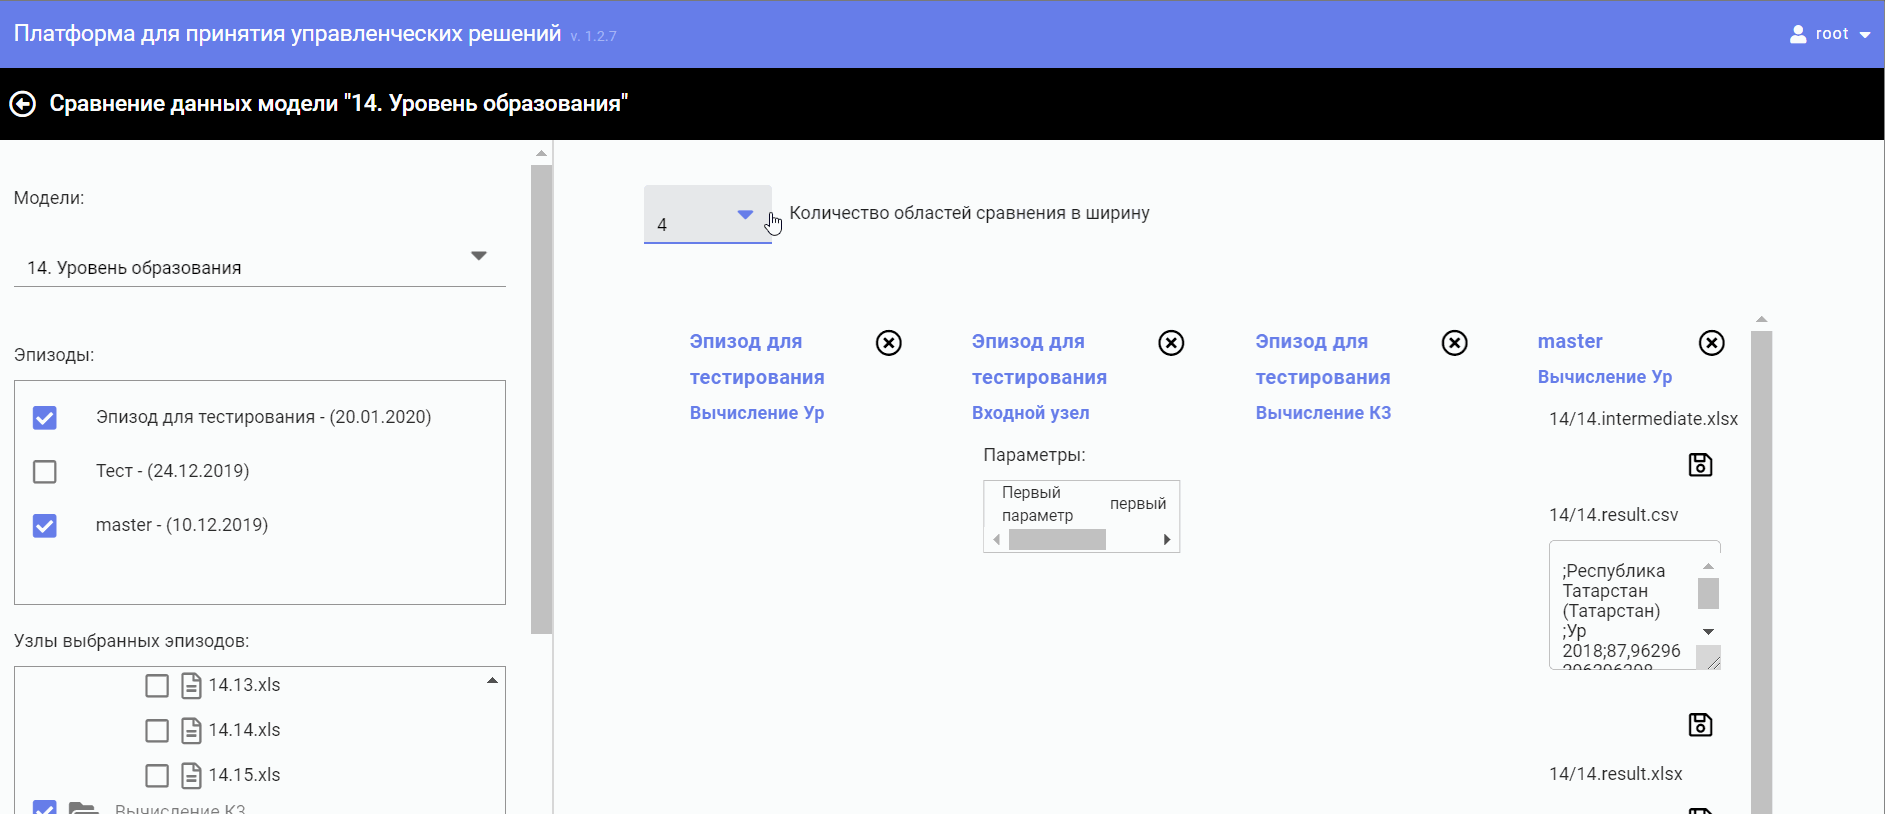 Платформа для принятия управленческих решений v. 1.2.7
root
Сравнение данных модели "14. Уровень образования"
Модели:
14. Уровень образования
Эпизоды:
Эпизод для тестирования - (20.01.2020)
Тест - (24.12.2019)
master - (10.12.2019)
Узлы выбранных эпизодов:
14.13.xls
14.14.xls
14.15.xls
Вычисление К3
4
Количество областей сравнения в ширину
Эпизод для
тестирования
Вычисление Ур
Эпизод для
тестирования
Входной узел
Параметры:
Первый
параметр
первый
Эпизод для
тестирования
Вычисление К3
master
Вычисление Ур
14/14.intermediate.xlsx
14/14.result.csv
;Республика
Татарстан
(Татарстан)
;Ур
2018;87,96296
296296298
14/14.result.xlsx